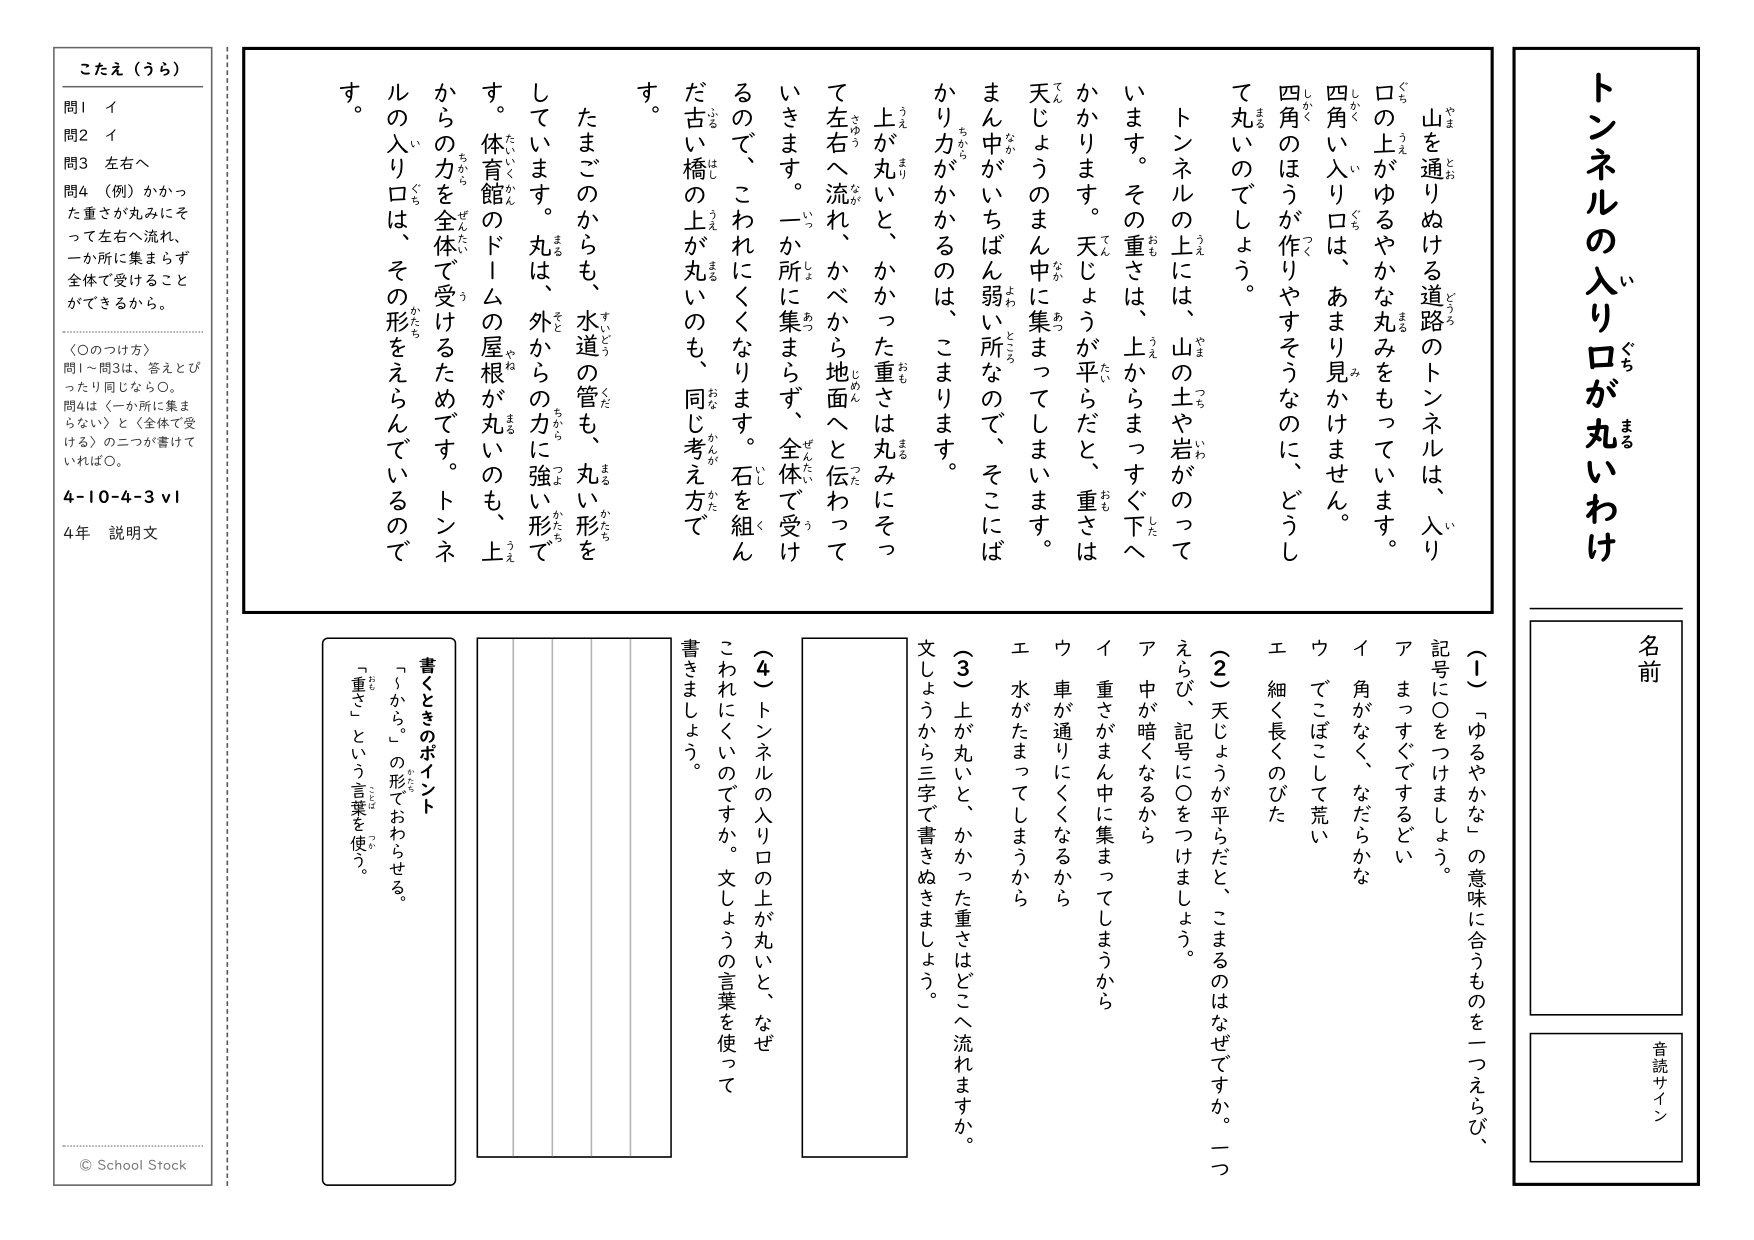 トンネルの入り口が丸いわけ
名前
音読サイン
山を通りぬける道路のトンネルは、入り
口の上がゆるやかな丸みをもっています。
四角い入り口は、あまり見かけません。
四角のほうが作りやすそうなのに、どうし
て丸いのでしょう。
トンネルの上には、山の土や岩がのって
います。その重さは、上からまっすぐ下へ
かかります。天じょうが平らだと、重さは
天じょうのまん中に集まってしまいます。
まん中がいちばん弱い所なので、そこにば
かり力がかかるのは、こまります。
上が丸いと、かかった重さは丸みにそっ
て左右へ流れ、かべから地面へと伝わって
いきます。一か所に集まらず、全体で受け
るので、こわれにくくなります。石を組ん
だ古い橋の上が丸いのも、同じ考え方で
す。
たまごのからも、水道の管も、丸い形を
しています。丸は、外からの力に強い形で
す。体育館のドームの屋根が丸いのも、上
からの力を全体で受けるためです。トンネ
ルの入り口は、その形をえらんでいるので
す。
(1)「ゆるやかな」の意味に合うものを一つえらび、
記号に〇をつけましょう。
ア まっすぐでするどい
イ 角がなく、なだらかな
ウ でこぼこして荒い
エ 細く長くのびた
(2)天じょうが平らだと、こまるのはなぜですか。一つ
えらび、記号に〇をつけましょう。
ア 中が暗くなるから
イ 重さがまん中に集まってしまうから
ウ 車が通りにくくなるから
エ 水がたまってしまうから
(3)上が丸いと、かかった重さはどこへ流れますか。
文しょうから三字で書きぬきましょう。
(4)トンネルの入り口の上が丸いと、なぜ
こわれにくいのですか。文しょうの言葉を使って
書きましょう。
書くときのポイント
「〜から。」の形でおわらせる。
「重さ」という言葉を使う。
こたえ(うら)
問1 イ
問2 イ
問3 左右へ
問4 (例)かかっ
た重さが丸みにそ
って左右へ流れ、
一か所に集まらず
全体で受けること
ができるから。
〈〇のつけ方〉
問1〜問3は、答えとぴ
ったり同じなら〇。
問4は〈一か所に集ま
らない〉と〈全体で受
ける〉の二つが書けて
いれば〇。
4-10-4-3 v1
4年 説明文
© School Stock